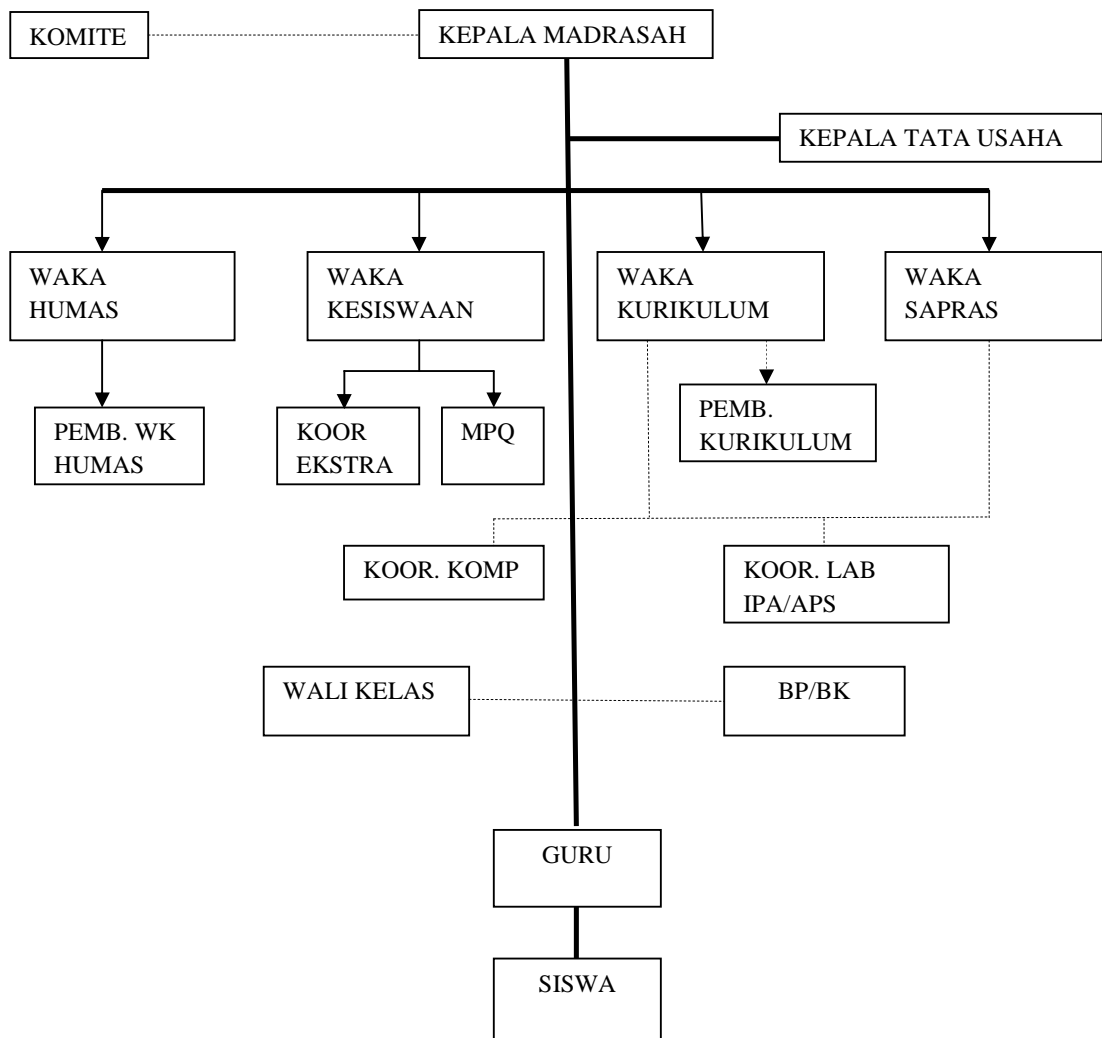 KOMITE
KEPALA MADRASAH
KEPALA TATA USAHA
WAKA
HUMAS
WAKA
KESISWAAN
WAKA
KURIKULUM
WAKA
SAPRAS
PEMB. WK
HUMAS
KOOR
EKSTRA
MPQ
PEMB.
KURIKULUM
KOOR. KOMP
KOOR. LAB
IPA/APS
WALI KELAS
BP/BK
GURU
SISWA